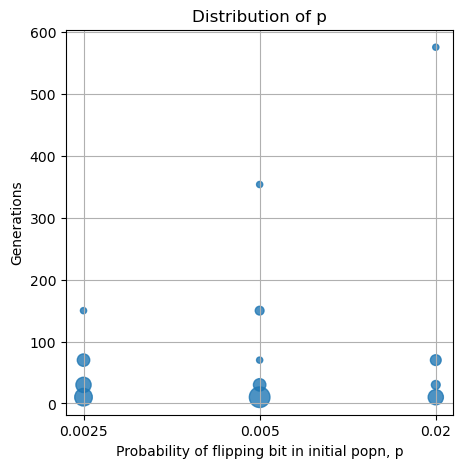 Distribution of p
600
500
400
300
200
100
0
Generations
0.0025 0.005 0.02
Probability of flipping bit in initial popn, p